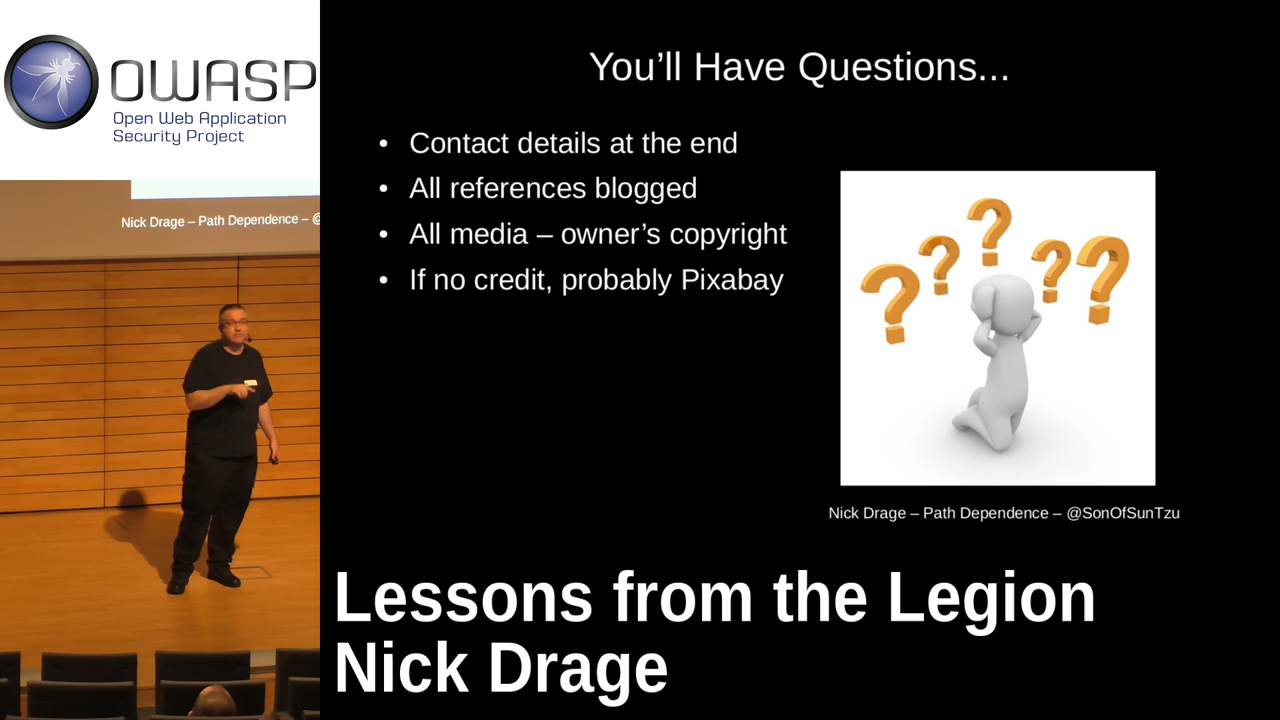 OWASP
Open Web Application
Security Project
Nick Drage – Path Dependence – @
You’ll Have Questions...
• Contact details at the end
• All references blogged
• All media – owner’s copyright
• If no credit, probably Pixabay
? ? ? ? ?
Nick Drage – Path Dependence – @SonOfSunTzu
Lessons from the Legion
Nick Drage